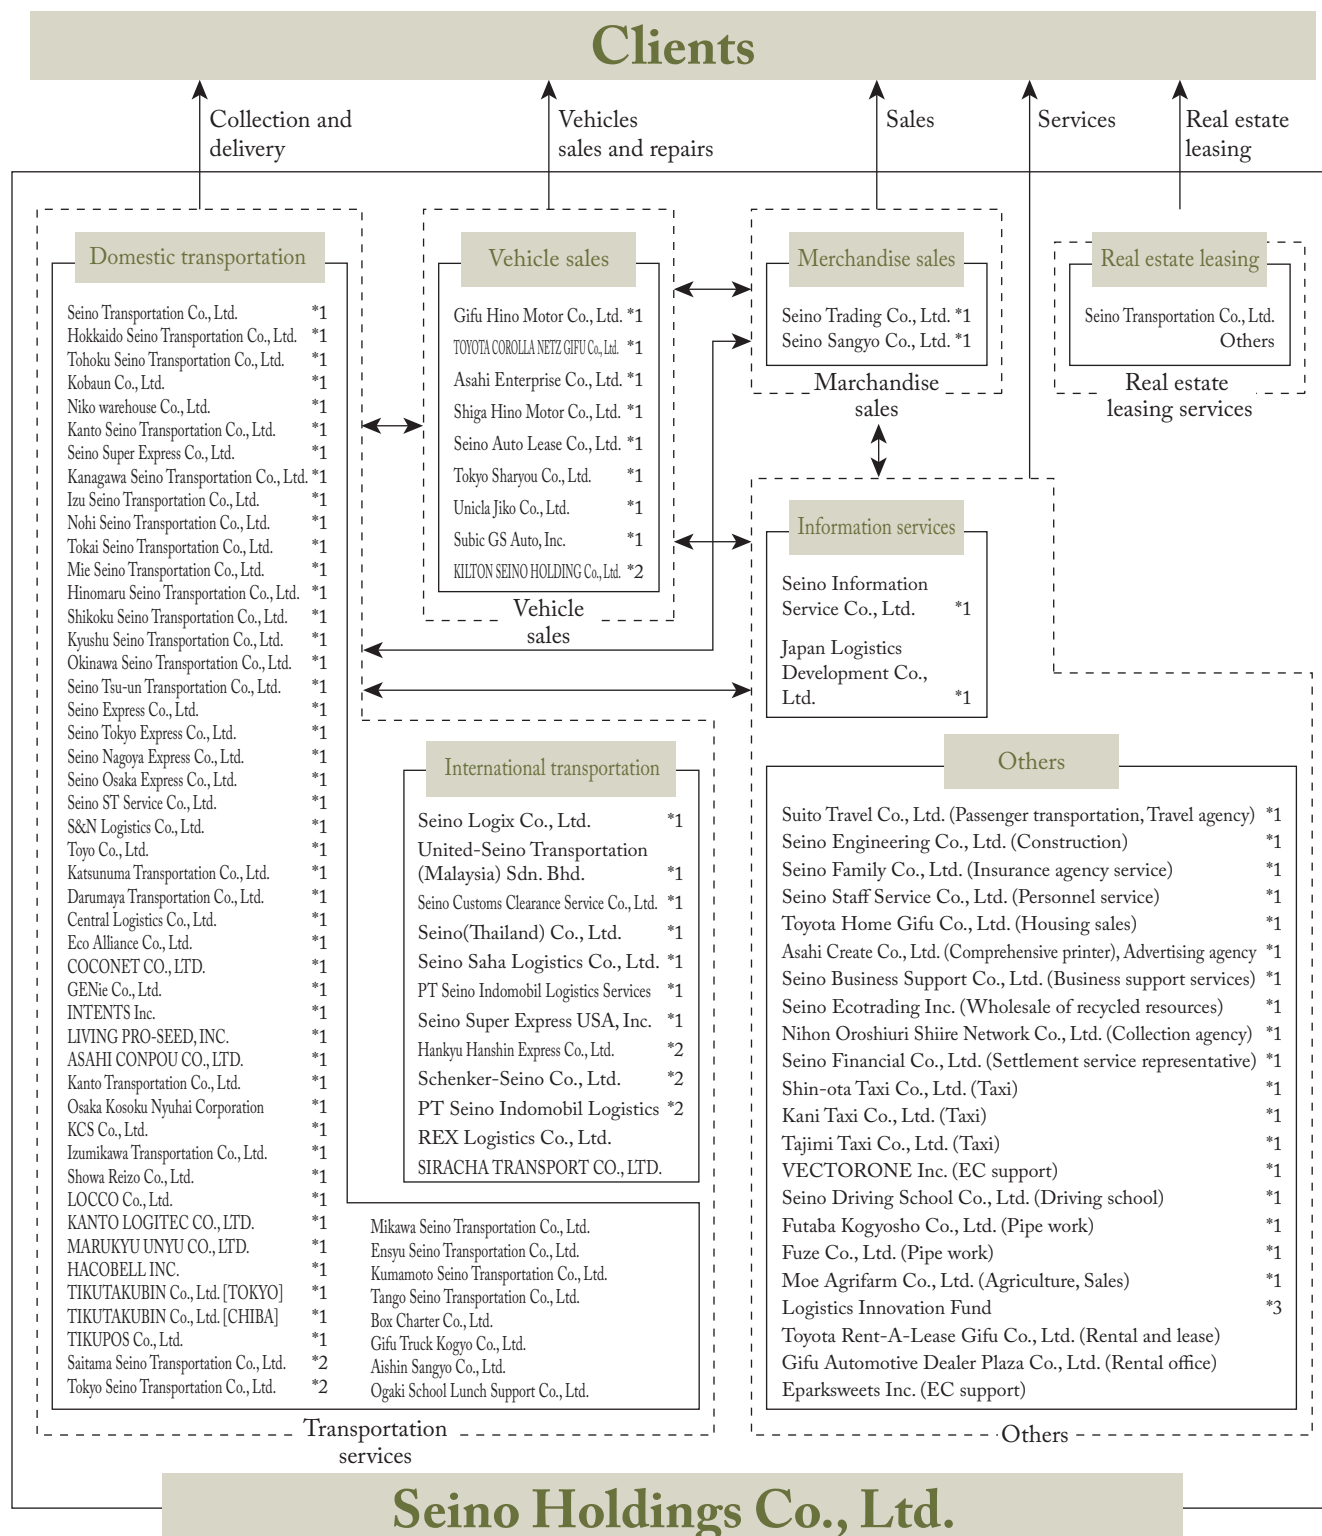 Clients
Collection and
delivery
Vehicles
sales and repairs
Sales
Services
Real estate
leasing
Domestic transportation
Seino Transportation Co., Ltd. *1
Hokkaido Seino Transportation Co., Ltd. *1
Tohoku Seino Transportation Co., Ltd. *1
Kobaun Co., Ltd. *1
Niko warehouse Co., Ltd. *1
Kanto Seino Transportation Co., Ltd. *1
Seino Super Express Co., Ltd. *1
Kanagawa Seino Transportation Co., Ltd. *1
Izu Seino Transportation Co., Ltd. *1
Nohi Seino Transportation Co., Ltd. *1
Tokai Seino Transportation Co., Ltd. *1
Mie Seino Transportation Co., Ltd. *1
Hinomaru Seino Transportation Co., Ltd. *1
Shikoku Seino Transportation Co., Ltd. *1
Kyushu Seino Transportation Co., Ltd. *1
Okinawa Seino Transportation Co., Ltd. *1
Seino Tsu-un Transportation Co., Ltd. *1
Seino Express Co., Ltd. *1
Seino Tokyo Express Co., Ltd. *1
Seino Nagoya Express Co., Ltd. *1
Seino Osaka Express Co., Ltd. *1
Seino ST Service Co., Ltd. *1
S&N Logistics Co., Ltd. *1
Toyo Co., Ltd. *1
Katsunuma Transportation Co., Ltd. *1
Darumaya Transportation Co., Ltd. *1
Central Logistics Co., Ltd. *1
Eco Alliance Co., Ltd. *1
COCONET CO., LTD. *1
GENie Co., Ltd. *1
INTENTS Inc. *1
LIVING PRO-SEED, INC. *1
ASAHI CONPOU CO., LTD. *1
Kanto Transportation Co., Ltd. *1
Osaka Kosoku Nyuhai Corporation *1
KCS Co., Ltd. *1
Izumikawa Transportation Co., Ltd. *1
Showa Reizo Co., Ltd. *1
LOCCO Co., Ltd. *1
KANTO LOGITEC CO., LTD. *1
MARUKYU UNYU CO., LTD. *1
HACOBELL INC. *1
TIKUTAKUBIN Co., Ltd. [TOKYO] *1
TIKUTAKUBIN Co., Ltd. [CHIBA] *1
TIKUPOS Co., Ltd. *1
Saitama Seino Transportation Co., Ltd. *2
Tokyo Seino Transportation Co., Ltd. *2
Mikawa Seino Transportation Co., Ltd.
Ensyu Seino Transportation Co., Ltd.
Kumamoto Seino Transportation Co., Ltd.
Tango Seino Transportation Co., Ltd.
Box Charter Co., Ltd.
Gifu Truck Kogyo Co., Ltd.
Aishin Sangyo Co., Ltd.
Ogaki School Lunch Support Co., Ltd.
International transportation
Seino Logix Co., Ltd. *1
United-Seino Transportation
(Malaysia) Sdn. Bhd. *1
Seino Customs Clearance Service Co., Ltd. *1
Seino(Thailand) Co., Ltd. *1
Seino Saha Logistics Co., Ltd. *1
PT Seino Indomobil Logistics Services *1
Seino Super Express USA, Inc. *1
Hankyu Hanshin Express Co., Ltd. *2
Schenker-Seino Co., Ltd. *2
PT Seino Indomobil Logistics *2
REX Logistics Co., Ltd.
SIRACHA TRANSPORT CO., LTD.
Transportation
services
Vehicle sales
Gifu Hino Motor Co., Ltd. *1
TOYOTA COROLLA NETZ GIFU Co., Ltd. *1
Asahi Enterprise Co., Ltd. *1
Shiga Hino Motor Co., Ltd. *1
Seino Auto Lease Co., Ltd. *1
Tokyo Sharyou Co., Ltd. *1
Unicla Jiko Co., Ltd. *1
Subic GS Auto, Inc. *1
KILTON SEINO HOLDING Co., Ltd. *2
Vehicle
sales
Merchandise sales
Seino Trading Co., Ltd. *1
Seino Sangyo Co., Ltd. *1
Marchandise
sales
Real estate leasing
Seino Transportation Co., Ltd.
Others
Real estate
leasing services
Information services
Seino Information
Service Co., Ltd. *1
Japan Logistics
Development Co.,
Ltd. *1
Others
Suito Travel Co., Ltd. (Passenger transportation, Travel agency) *1
Seino Engineering Co., Ltd. (Construction) *1
Seino Family Co., Ltd. (Insurance agency service) *1
Seino Staff Service Co., Ltd. (Personnel service) *1
Toyota Home Gifu Co., Ltd. (Housing sales) *1
Asahi Create Co., Ltd. (Comprehensive printer), Advertising agency *1
Seino Business Support Co., Ltd. (Business support services) *1
Seino Ecotrading Inc. (Wholesale of recycled resources) *1
Nihon Oroshiuri Shiire Network Co., Ltd. (Collection agency) *1
Seino Financial Co., Ltd. (Settlement service representative) *1
Shin-ota Taxi Co., Ltd. (Taxi) *1
Kani Taxi Co., Ltd. (Taxi) *1
Tajimi Taxi Co., Ltd. (Taxi) *1
VECTORONE Inc. (EC support) *1
Seino Driving School Co., Ltd. (Driving school) *1
Futaba Kogyosho Co., Ltd. (Pipe work) *1
Fuze Co., Ltd. (Pipe work) *1
Moe Agrifarm Co., Ltd. (Agriculture, Sales) *1
Logistics Innovation Fund *3
Toyota Rent-A-Lease Gifu Co., Ltd. (Rental and lease)
Gifu Automotive Dealer Plaza Co., Ltd. (Rental office)
Eparksweets Inc. (EC support)
Others
Seino Holdings Co., Ltd.